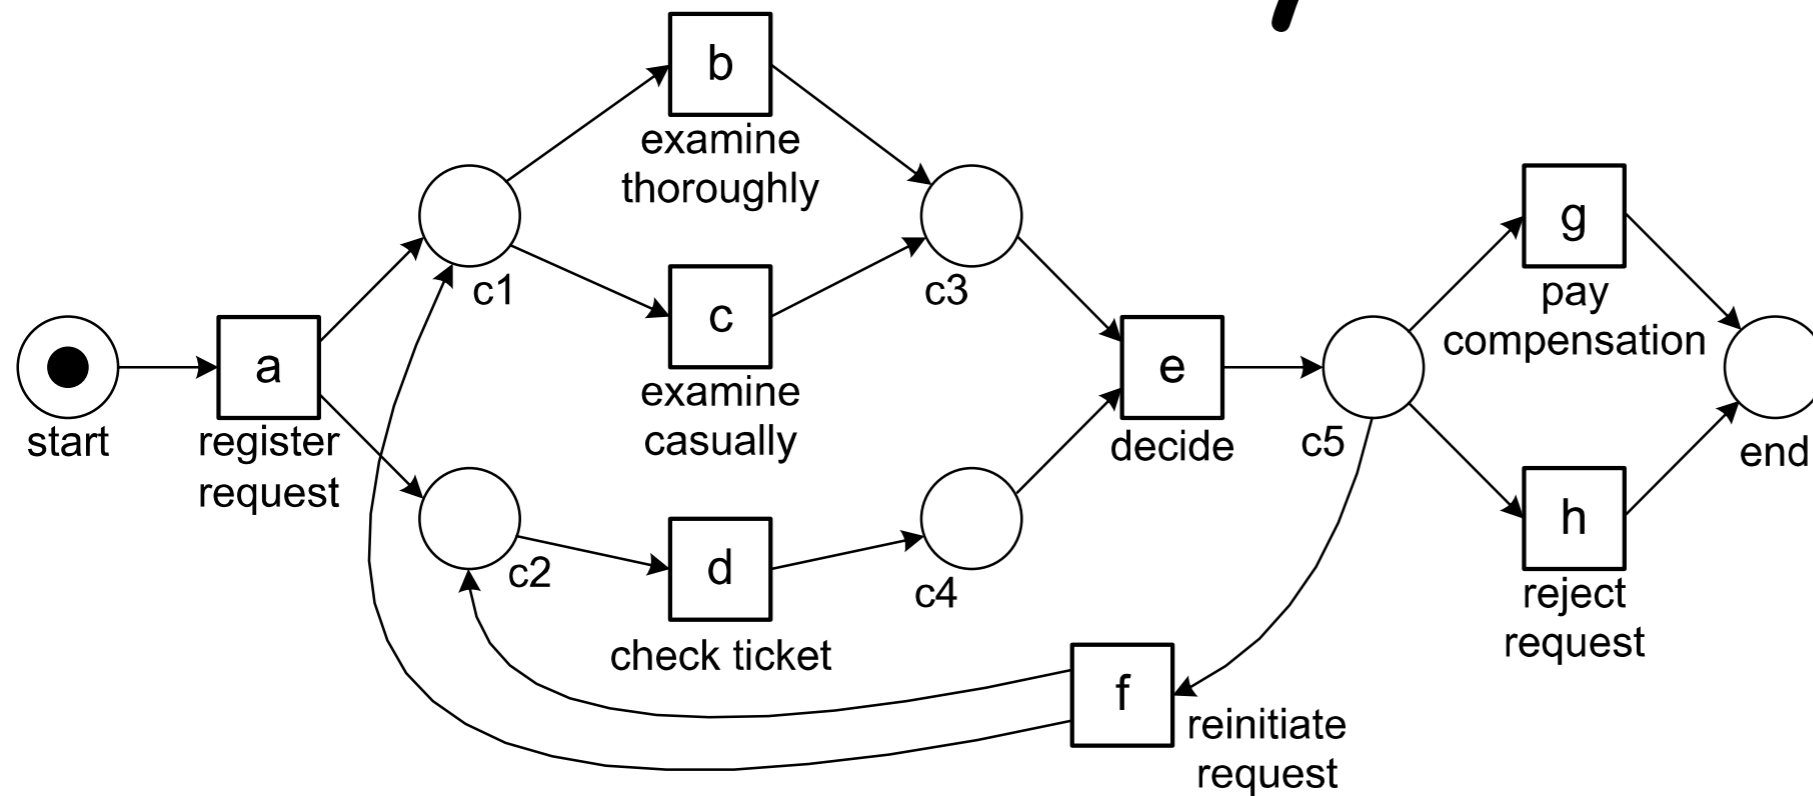 b
examine
thoroughly
c1
c
examine
casually
c3
start
a
register
request
c2
d
check ticket
c4
e
decide
c5
g
pay
compensation
h
reject
request
end
f
reinitiate
request